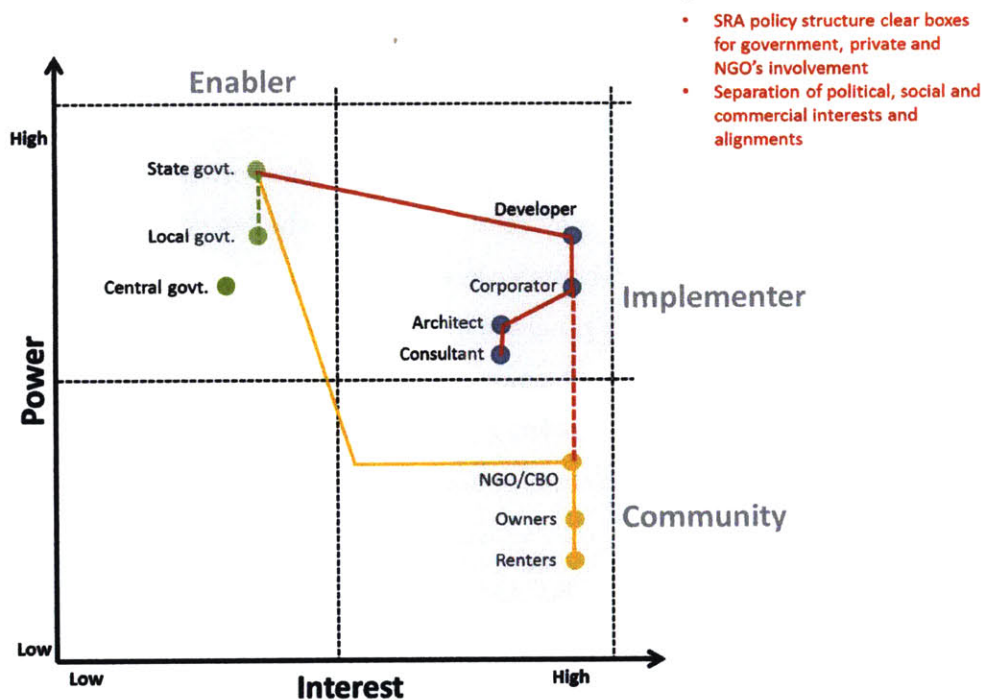 • SRA policy structure clear boxes
for government, private and
NGO's involvement
• Separation of political, social and
commercial interests and
alignments
Enabler
High
State govt.
Developer
Local govt.
Central govt.
Corporator
Implementer
Architect
Consultant
Power
NGO/CBO
Owners
Community
Renters
Low
Low
Interest
High